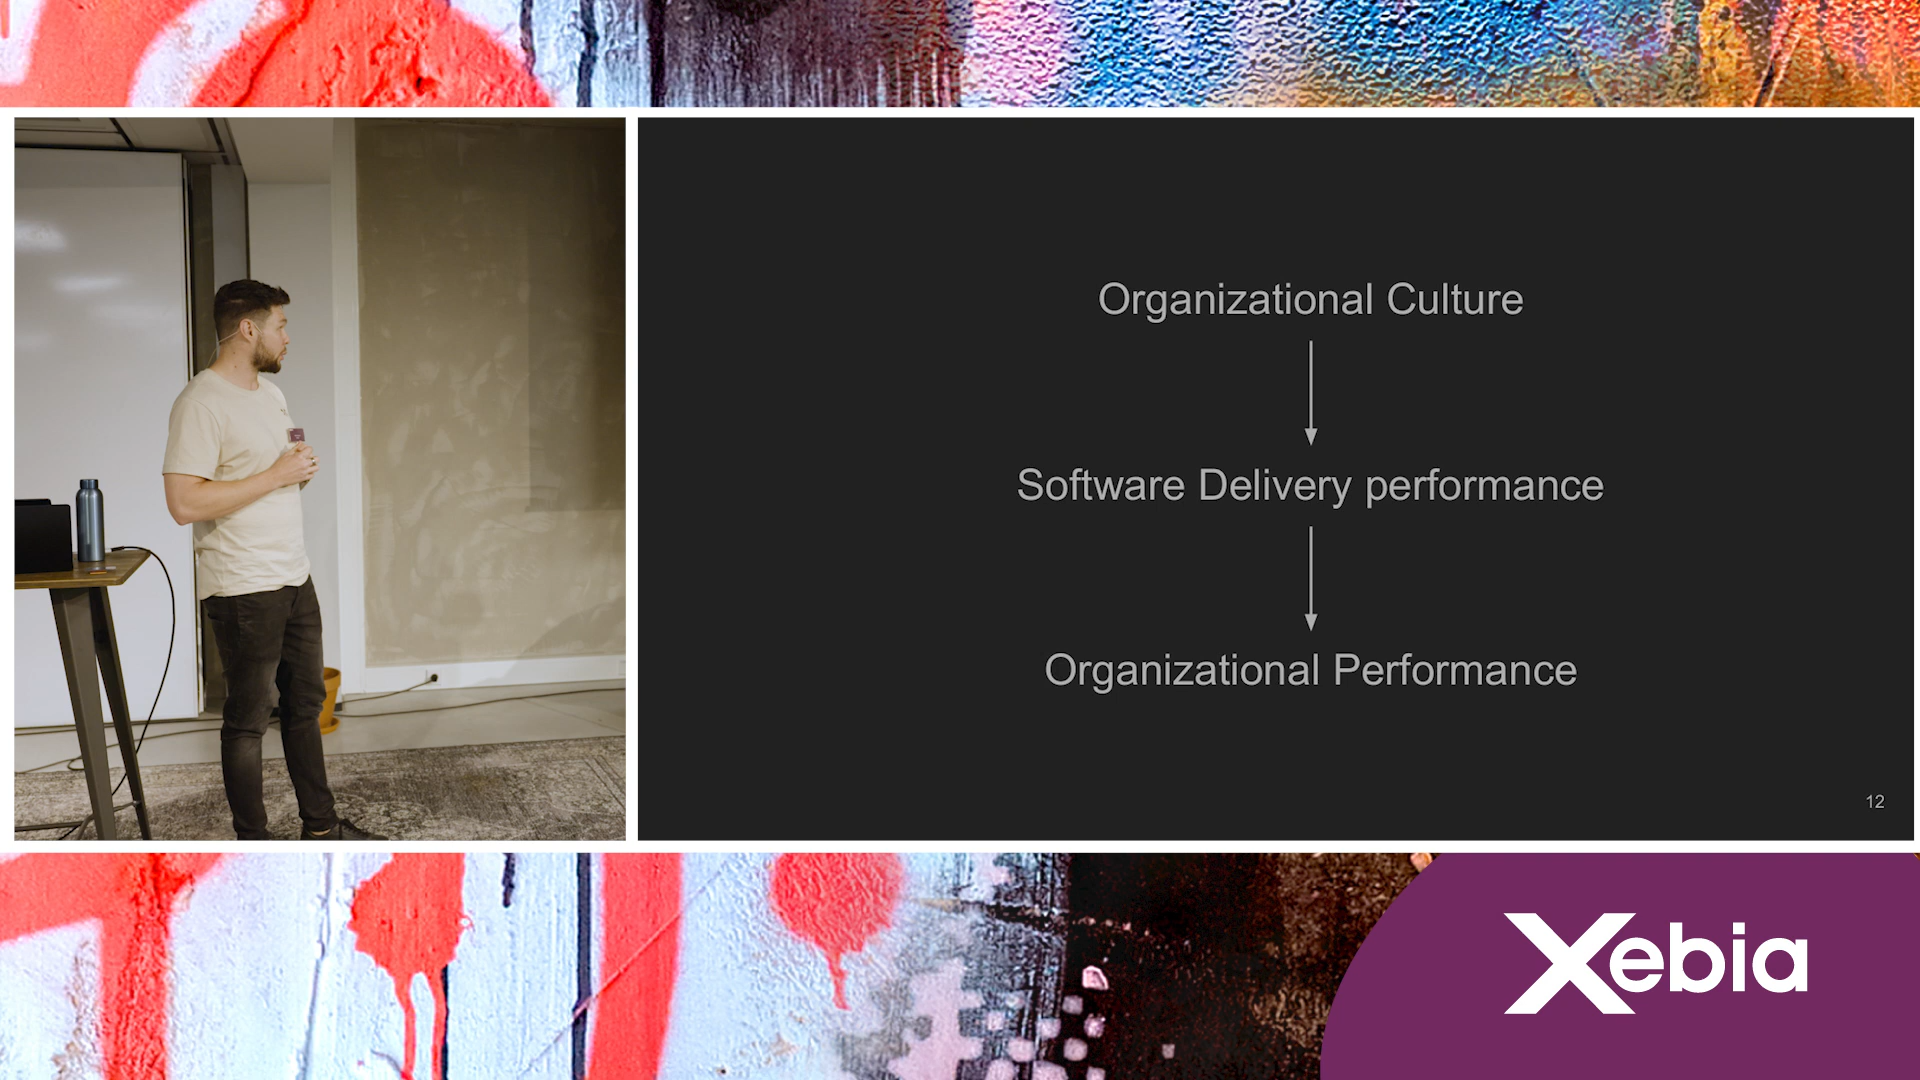 Organizational Culture
Software Delivery performance
Organizational Performance
12
Xebia